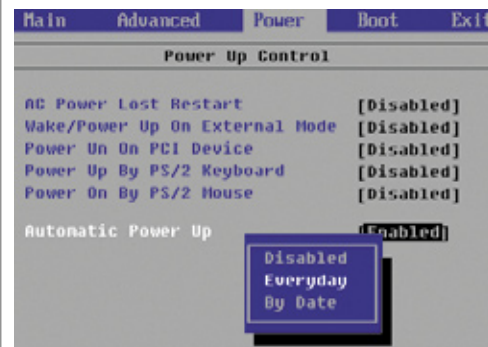 Main Advanced Power Boot Exit
Power Up Control
AC Power Lost Restart [Disabled]
Wake/Power Up On External Mode [Disabled]
Power Un On PCI Device [Disabled]
Power Up By PS/2 Keyboard [Disabled]
Power On By PS/2 Mouse [Disabled]
Automatic Power Up [Enabled]
Disabled
Everyday
By Date